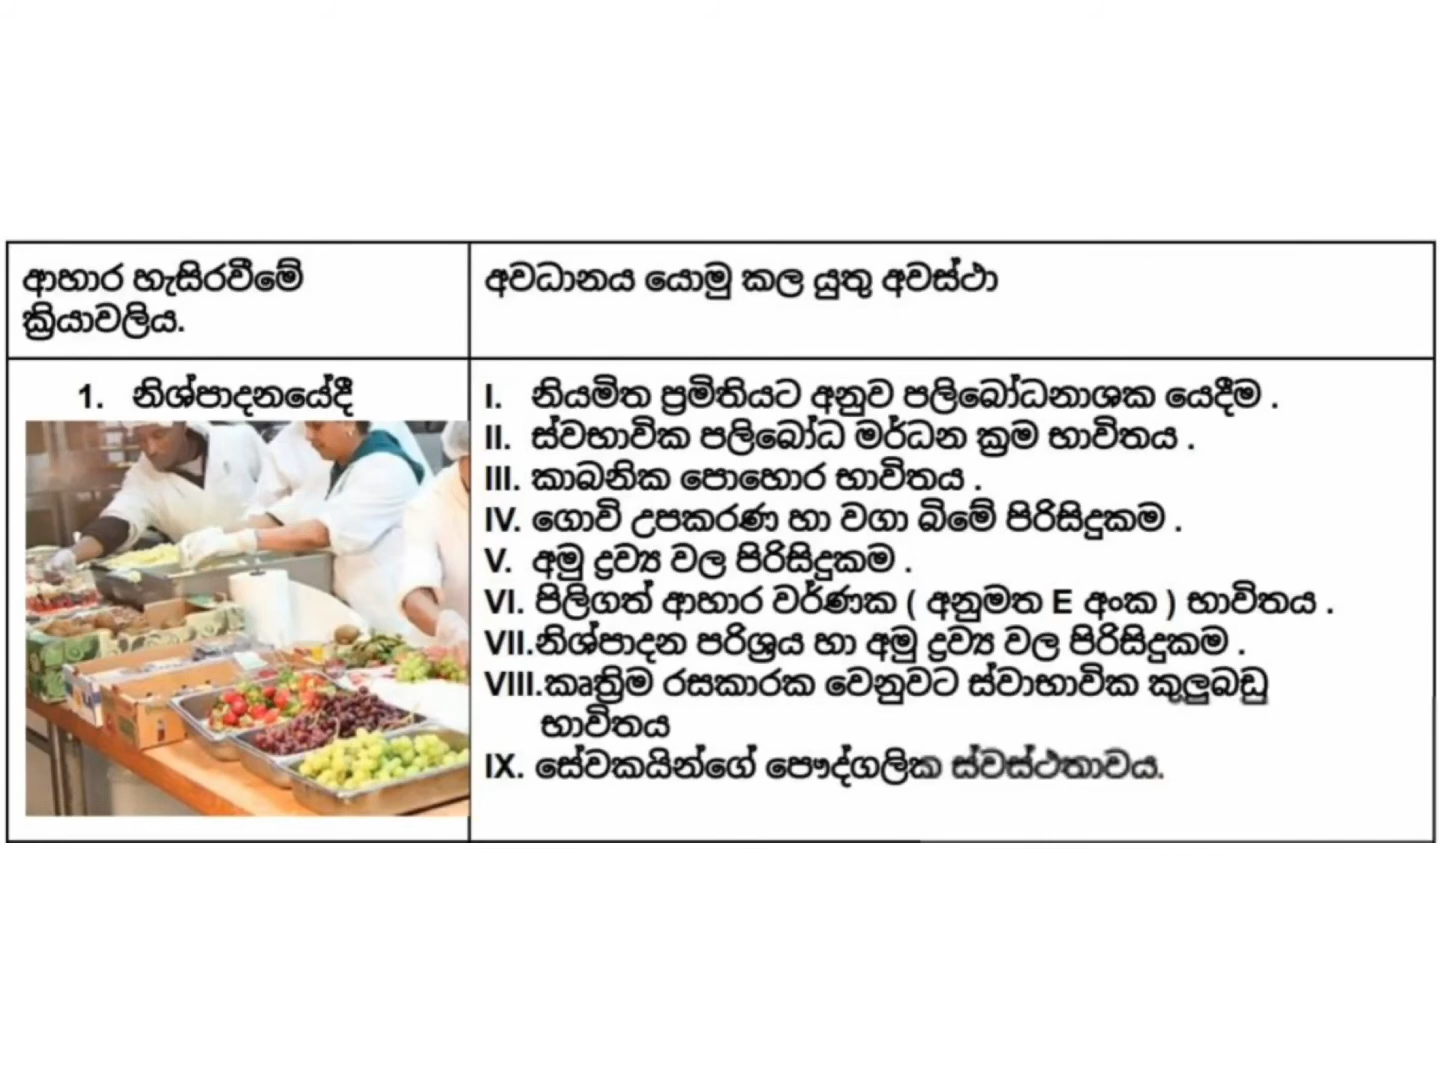 ආහාර හැසිරවීමේ
ක්‍රියාවලිය.
අවධානය යොමු කල යුතු අවස්ථා
1. නිශ්පාදනයේදී
I. නියමිත ප්‍රමිතියට අනුව පලිබෝධනාශක යෙදීම .
II. ස්වභාවික පලිබෝධ මර්ධන ක්‍රම භාවිතය .
III. කාබනික පොහොර භාවිතය .
IV. ගොවි උපකරණ හා වගා බිමේ පිරිසිදුකම .
V. අමු ද්‍රව්‍ය වල පිරිසිදුකම .
VI. පිලිගත් ආහාර වර්ණක ( අනුමත E අංක ) භාවිතය .
VII.නිශ්පාදන පරිශ්‍රය හා අමු ද්‍රව්‍ය වල පිරිසිදුකම .
VIII.කෘත්‍රිම රසකාරක වෙනුවට ස්වාභාවික කුලුබඩු
භාවිතය
IX. සේවකයින්ගේ පෞද්ගලික ස්වස්ථතාවය.